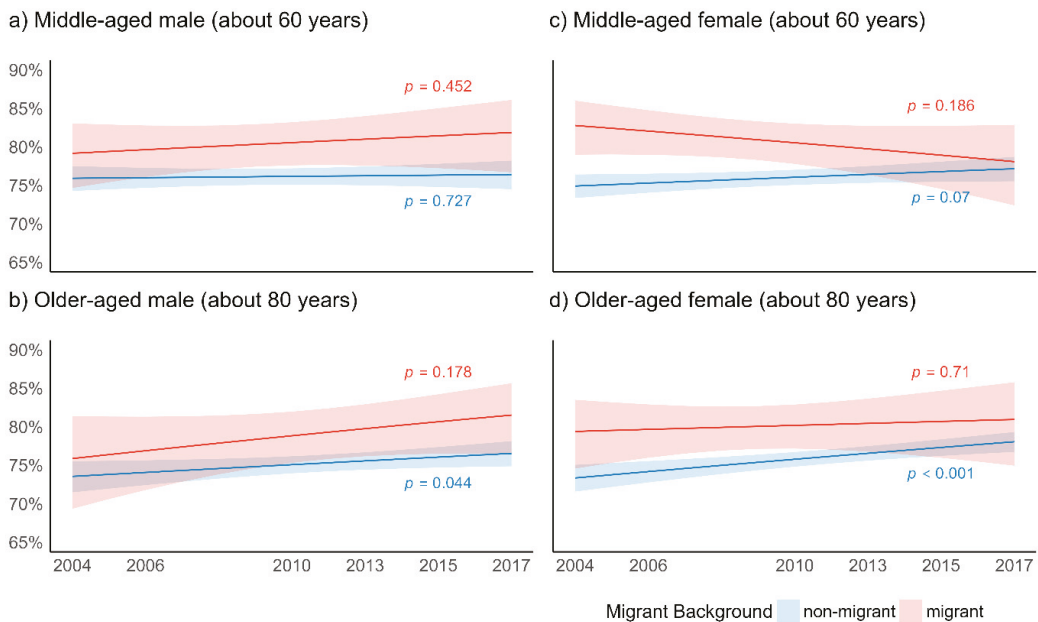 a) Middle-aged male (about 60 years)
90%
85%
80%
75%
70%
65%
p = 0.452
p = 0.727
c) Middle-aged female (about 60 years)
p = 0.186
p = 0.07
b) Older-aged male (about 80 years)
90%
85%
80%
75%
70%
65%
p = 0.178
p = 0.044
2004 2006 2010 2013 2015 2017
d) Older-aged female (about 80 years)
p = 0.71
p < 0.001
2004 2006 2010 2013 2015 2017
Migrant Background non-migrant migrant